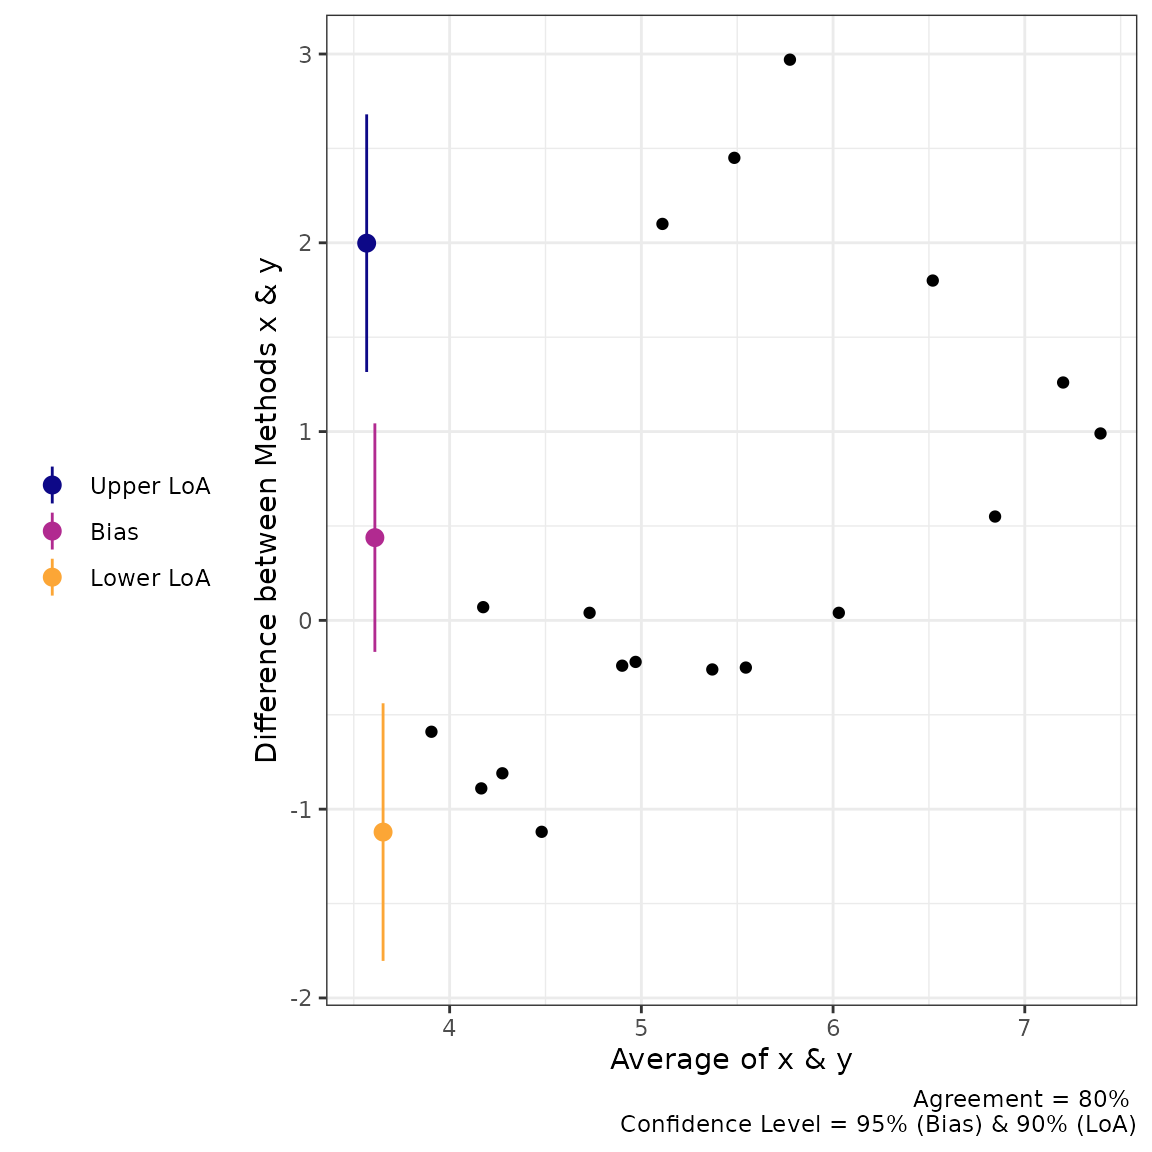 Upper LoA
Bias
Lower LoA
Difference between Methods x & y
3
2
1
0
-1
-2
4
5
6
7
Average of x & y
Agreement = 80%
Confidence Level = 95% (Bias) & 90% (LoA)